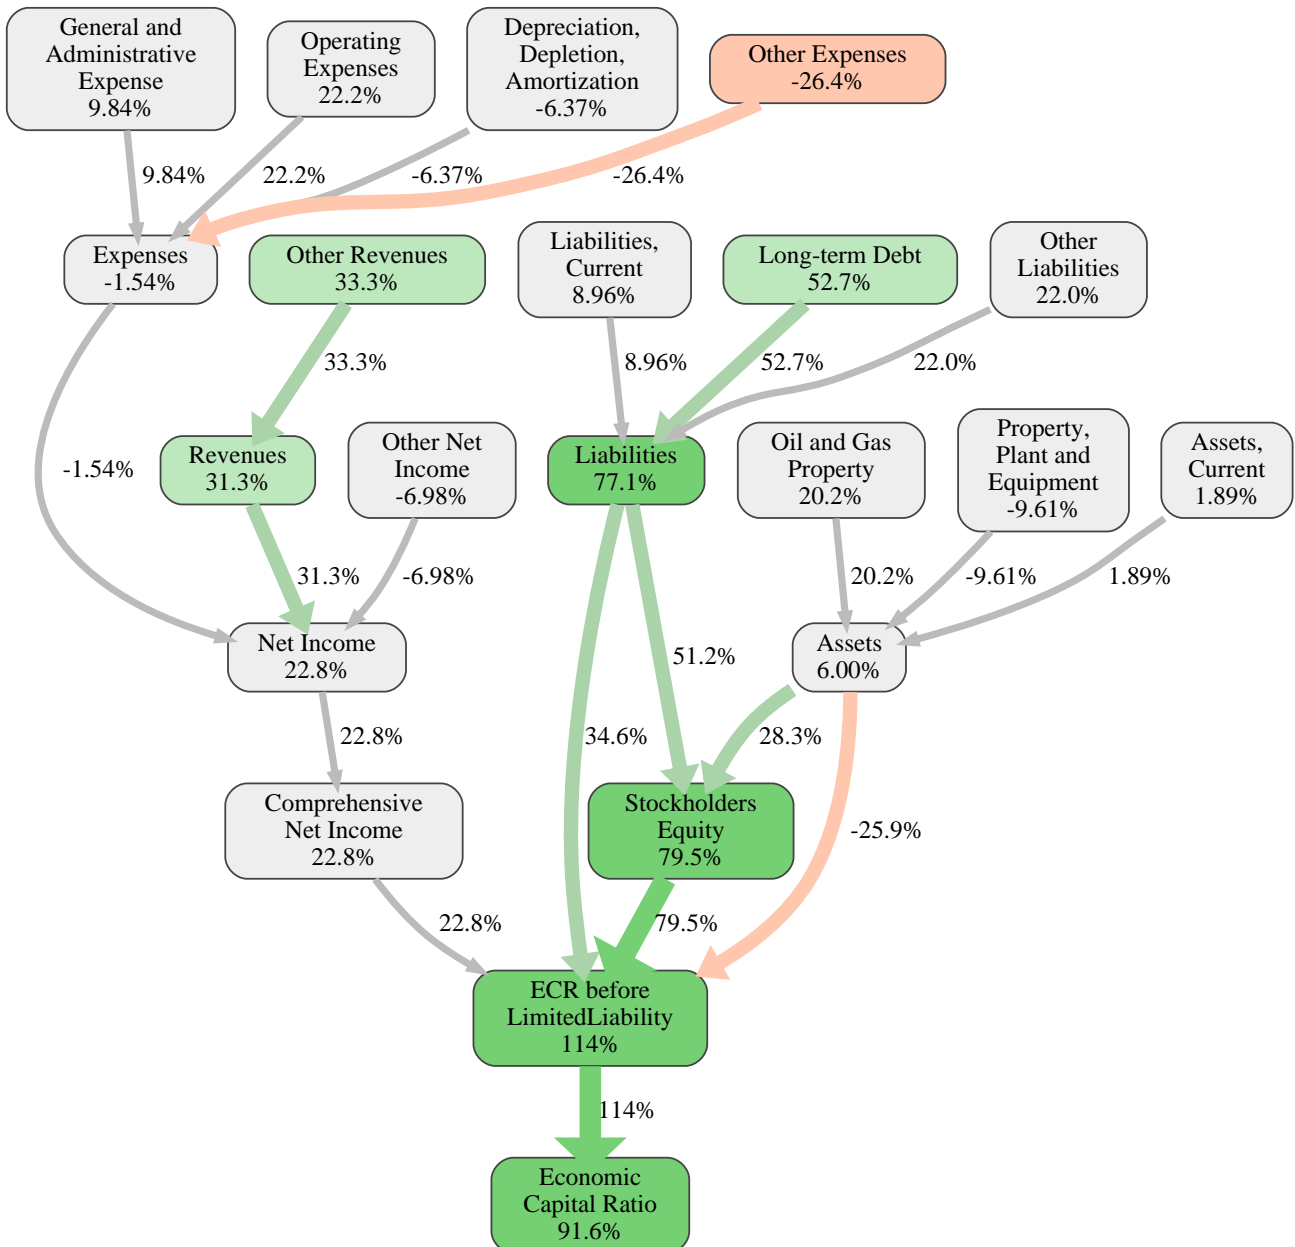 General and
Administrative
Expense
9.84%
Operating
Expenses
22.2%
Depreciation,
Depletion,
Amortization
-6.37%
Other Expenses
-26.4%
9.84%
22.2%
-6.37%
-26.4%
Expenses
-1.54%
Other Revenues
33.3%
Liabilities,
Current
8.96%
Long-term Debt
52.7%
Other
Liabilities
22.0%
33.3%
8.96%
52.7%
22.0%
-1.54%
Revenues
31.3%
Other Net
Income
-6.98%
Liabilities
77.1%
Oil and Gas
Property
20.2%
Property,
Plant and
Equipment
-9.61%
Assets,
Current
1.89%
31.3%
-6.98%
20.2%
-9.61%
1.89%
Net Income
22.8%
51.2%
Assets
6.00%
22.8%
34.6%
28.3%
Comprehensive
Net Income
22.8%
Stockholders
Equity
79.5%
-25.9%
22.8%
79.5%
ECR before
LimitedLiability
114%
114%
Economic
Capital Ratio
91.6%